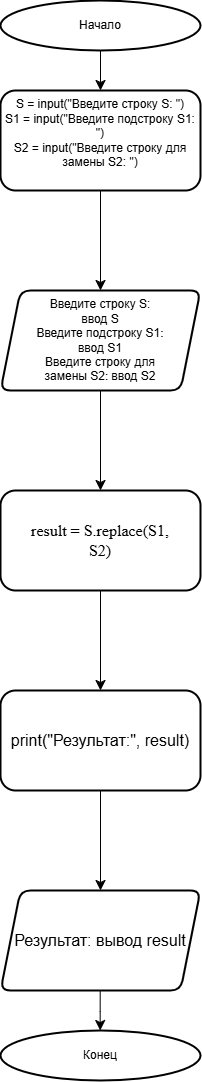 Начало
S = input("Введите строку S: ")
S1 = input("Введите подстроку S1:
")
S2 = input("Введите строку для
замены S2: ")
Введите строку S:
ввод S
Введите подстроку S1:
ввод S1
Введите строку для
замены S2: ввод S2
result = S.replace(S1,
S2)
print("Результат:", result)
Результат: вывод result
Конец